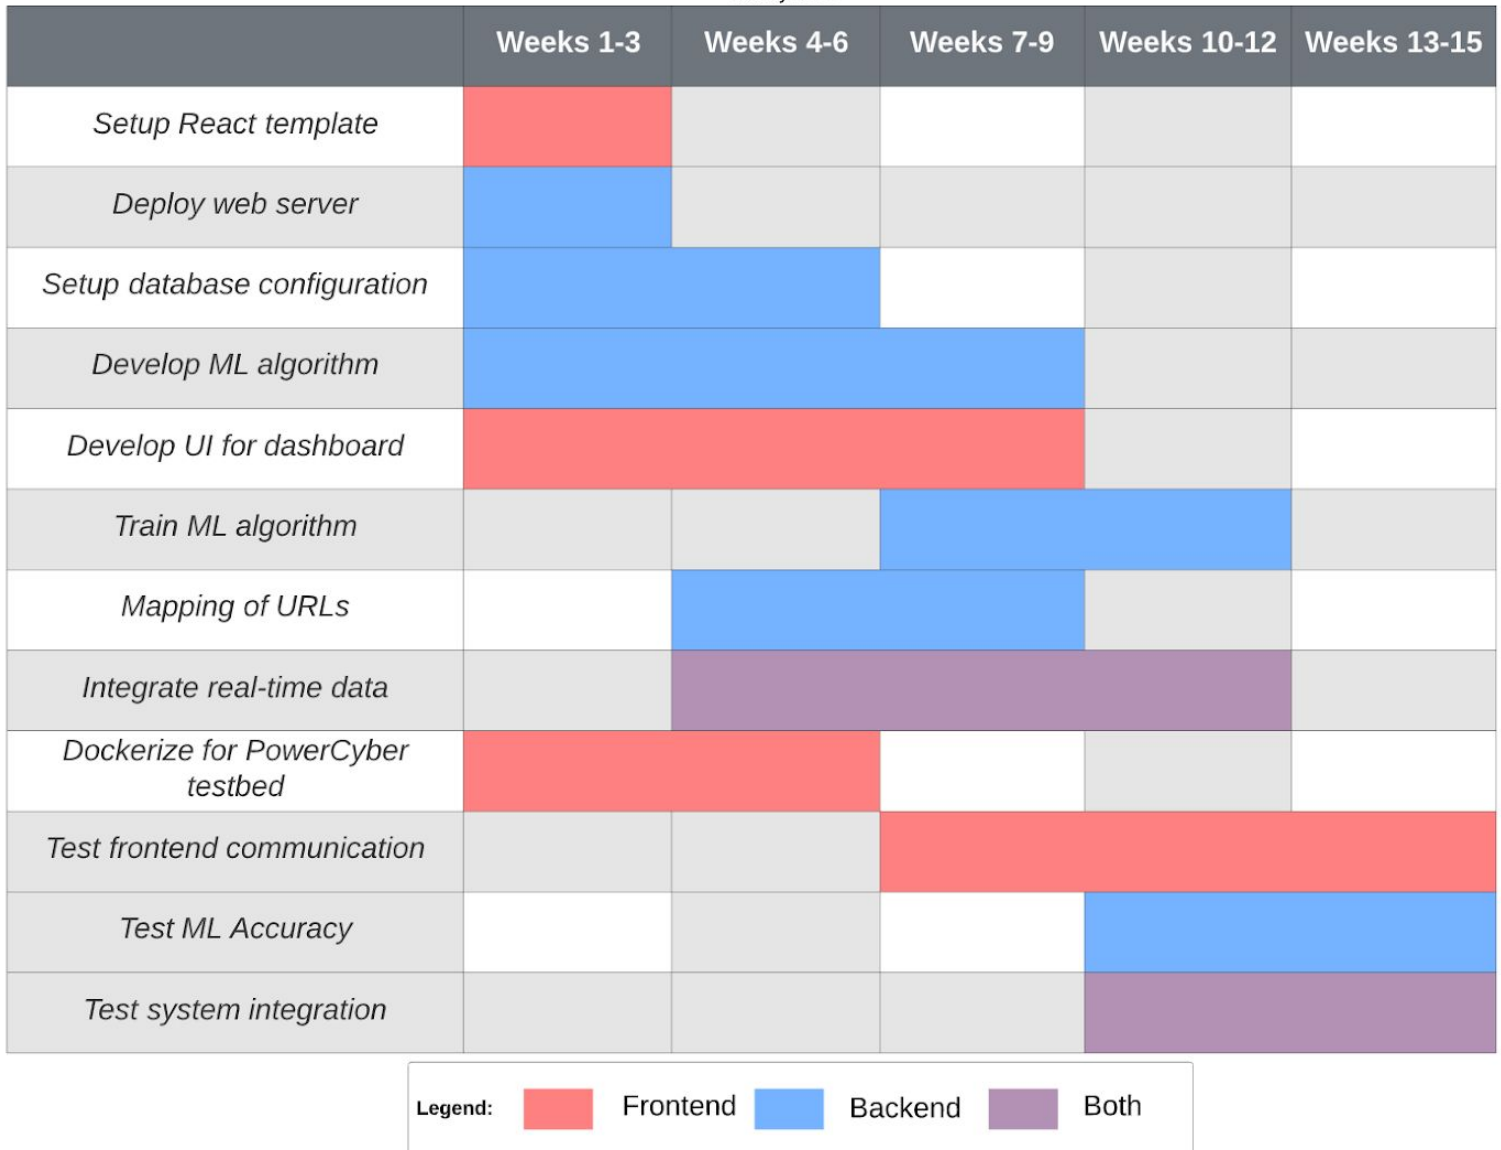 Weeks 1-3 Weeks 4-6 Weeks 7-9 Weeks 10-12 Weeks 13-15
Setup React template
Deploy web server
Setup database configuration
Develop ML algorithm
Develop UI for dashboard
Train ML algorithm
Mapping of URLs
Integrate real-time data
Dockerize for PowerCyber
testbed
Test frontend communication
Test ML Accuracy
Test system integration
Legend: Frontend Backend Both